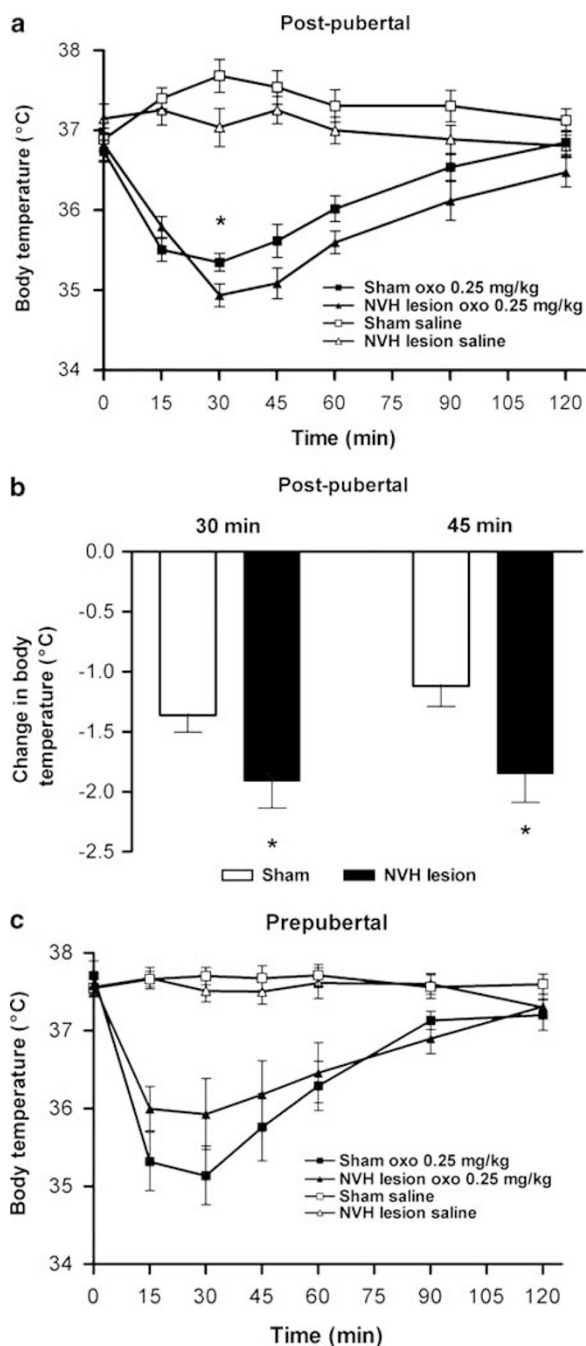 a
Post-pubertal
38
37
36
35
34
Body temperature (°C)
*
Sham oxo 0.25 mg/kg
NVH lesion oxo 0.25 mg/kg
Sham saline
NVH lesion saline
0 15 30 45 60 75 90 105 120
Time (min)
b
Post-pubertal
30 min 45 min
0.0
-0.5
-1.0
-1.5
-2.0
-2.5
Change in body
temperature (°C)
* *
Sham NVH lesion
c
Prepubertal
38
37
36
35
34
Body temperature (°C)
Sham oxo 0.25 mg/kg
NVH lesion oxo 0.25 mg/kg
Sham saline
NVH lesion saline
0 15 30 45 60 75 90 105 120
Time (min)